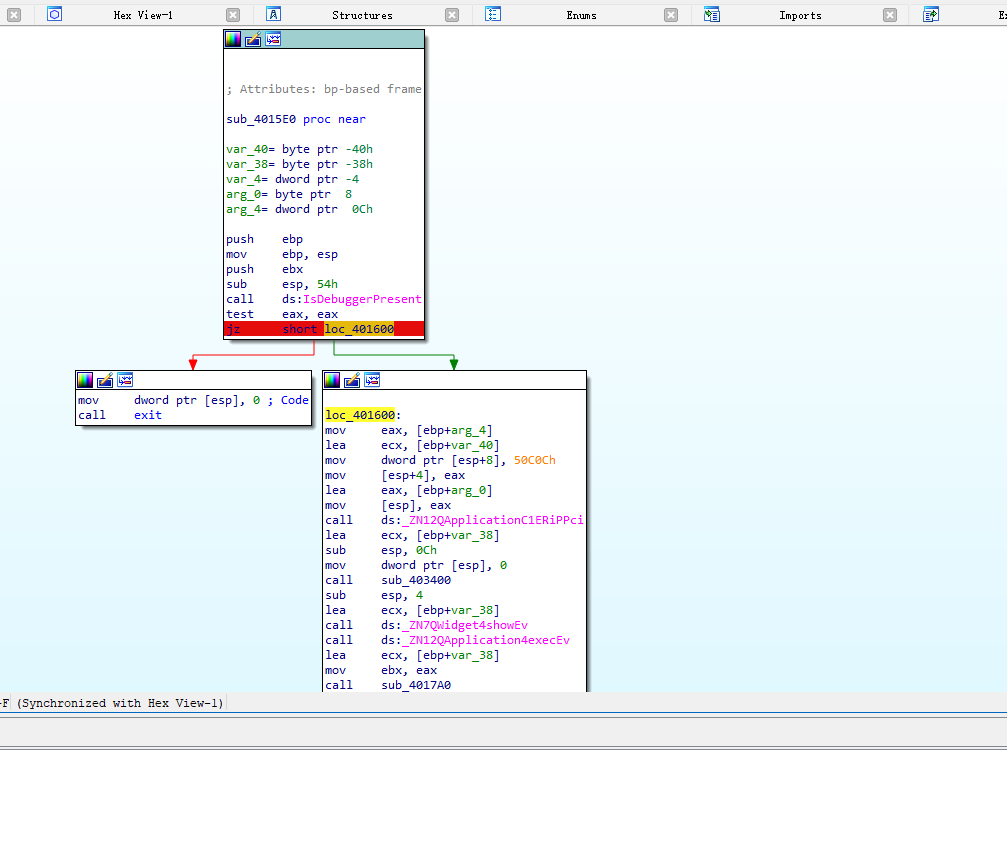 Hex View-1
Structures
Enums
Imports
; Attributes: bp-based frame
sub_4015E0 proc near
var_40= byte ptr -40h
var_38= byte ptr -38h
var_4= dword ptr -4
arg_0= byte ptr  8
arg_4= dword ptr  0Ch
push    ebp
mov     ebp, esp
push    ebx
sub     esp, 54h
call    ds:IsDebuggerPresent
test    eax, eax
jz      short loc_401600
mov     dword ptr [esp], 0 ; Code
call    exit
loc_401600:
mov     eax, [ebp+arg_4]
lea     ecx, [ebp+var_40]
mov     dword ptr [esp+8], 50C0Ch
mov     [esp+4], eax
lea     eax, [ebp+arg_0]
mov     [esp], eax
call    ds:_ZN12QApplicationC1ERiPPci
lea     ecx, [ebp+var_38]
sub     esp, 0Ch
mov     dword ptr [esp], 0
call    sub_403400
sub     esp, 4
lea     ecx, [ebp+var_38]
call    ds:_ZN7QWidget4showEv
call    ds:_ZN12QApplication4execEv
lea     ecx, [ebp+var_38]
mov     ebx, eax
call    sub_4017A0
(Synchronized with Hex View-1)